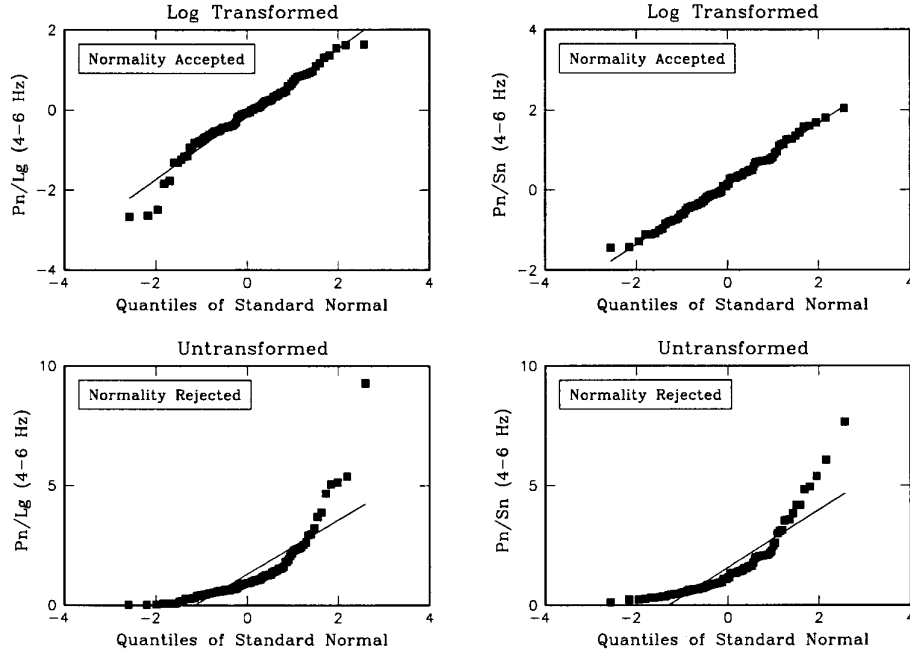 Log Transformed
Normality Accepted
Pn/Lg (4-6 Hz)
2
0
-2
-4
-4
-2
0
2
4
Quantiles of Standard Normal
Log Transformed
Normality Accepted
Pn/Sn (4-6 Hz)
4
2
0
-2
-4
-2
0
2
4
Quantiles of Standard Normal
Untransformed
Normality Rejected
Pn/Lg (4-6 Hz)
10
5
0
-4
-2
0
2
4
Quantiles of Standard Normal
Untransformed
Normality Rejected
Pn/Sn (4-6 Hz)
10
5
0
-4
-2
0
2
4
Quantiles of Standard Normal